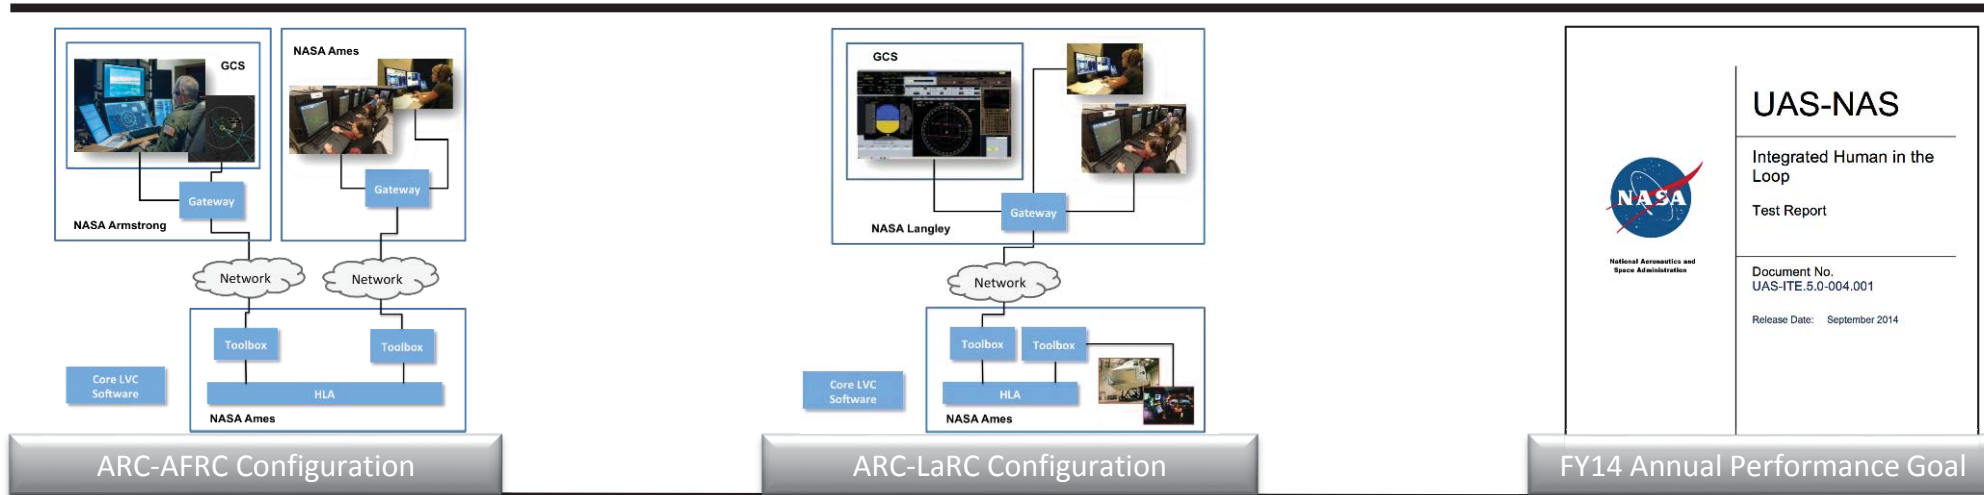 GCS
NASA Ames
Gateway
Gateway
NASA Armstrong
Network
Network
Toolbox
Toolbox
Core LVC
Software
HLA
NASA Ames
ARC-AFRC Configuration
GCS
Gateway
NASA Langley
Network
Toolbox
Toolbox
Core LVC
Software
HLA
NASA Ames
ARC-LaRC Configuration
UAS-NAS
Integrated Human in the
Loop
Test Report
NASA
National Aeronautics and
Space Administration
Document No.
UAS-ITE.5.0-004.001
Release Date: September 2014
FY14 Annual Performance Goal